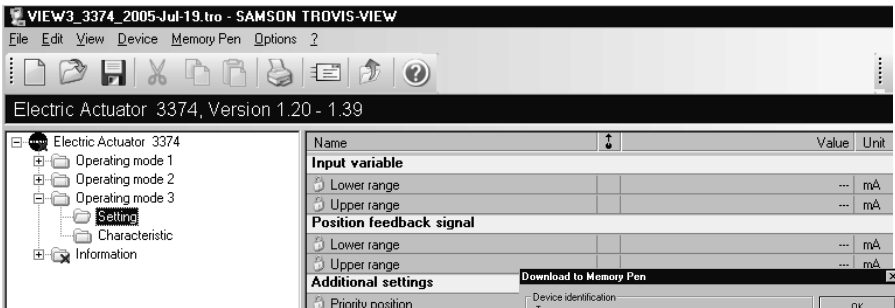 VIEW3_3374_2005-Jul-19.tro - SAMSON TROVIS-VIEW
File Edit View Device Memory Pen Options ?
Electric Actuator 3374, Version 1.20 - 1.39
Electric Actuator 3374
Operating mode 1
Operating mode 2
Operating mode 3
Setting
Characteristic
Information
Name Value Unit
Input variable
Lower range --- mA
Upper range --- mA
Position feedback signal
Lower range --- mA
Upper range --- mA
Additional settings
Priority position
Download to Memory Pen
Device identification
OK